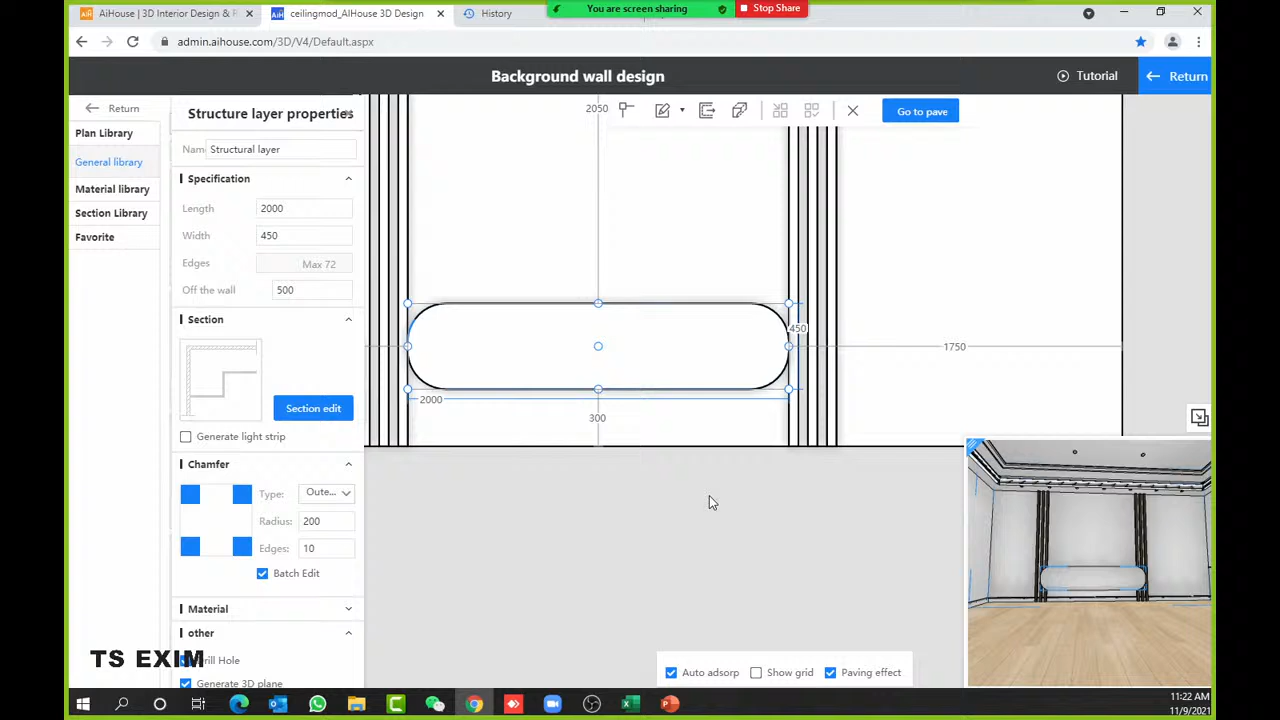 You are screen sharing
Stop Share
AiHouse | 3D Interior Design & R
ceilingmod_AIHouse 3D Design
History
admin.aihouse.com/3D/V4/Default.aspx
Background wall design
Tutorial
Return
Return
Structure layer properties
2050
Go to pave
Plan Library
Name
Structural layer
General library
Specification
Material library
Length
2000
Section Library
Width
450
Favorite
Edges
Max 72
Off the wall
500
Section
450
1750
2000
300
Section edit
Generate light strip
Chamfer
Type:
Oute...
Radius:
200
Edges:
10
Batch Edit
Material
other
TS EXIM
Drill Hole
Generate 3D plane
Auto adsorp
Show grid
Paving effect
11:22 AM
11/9/2021